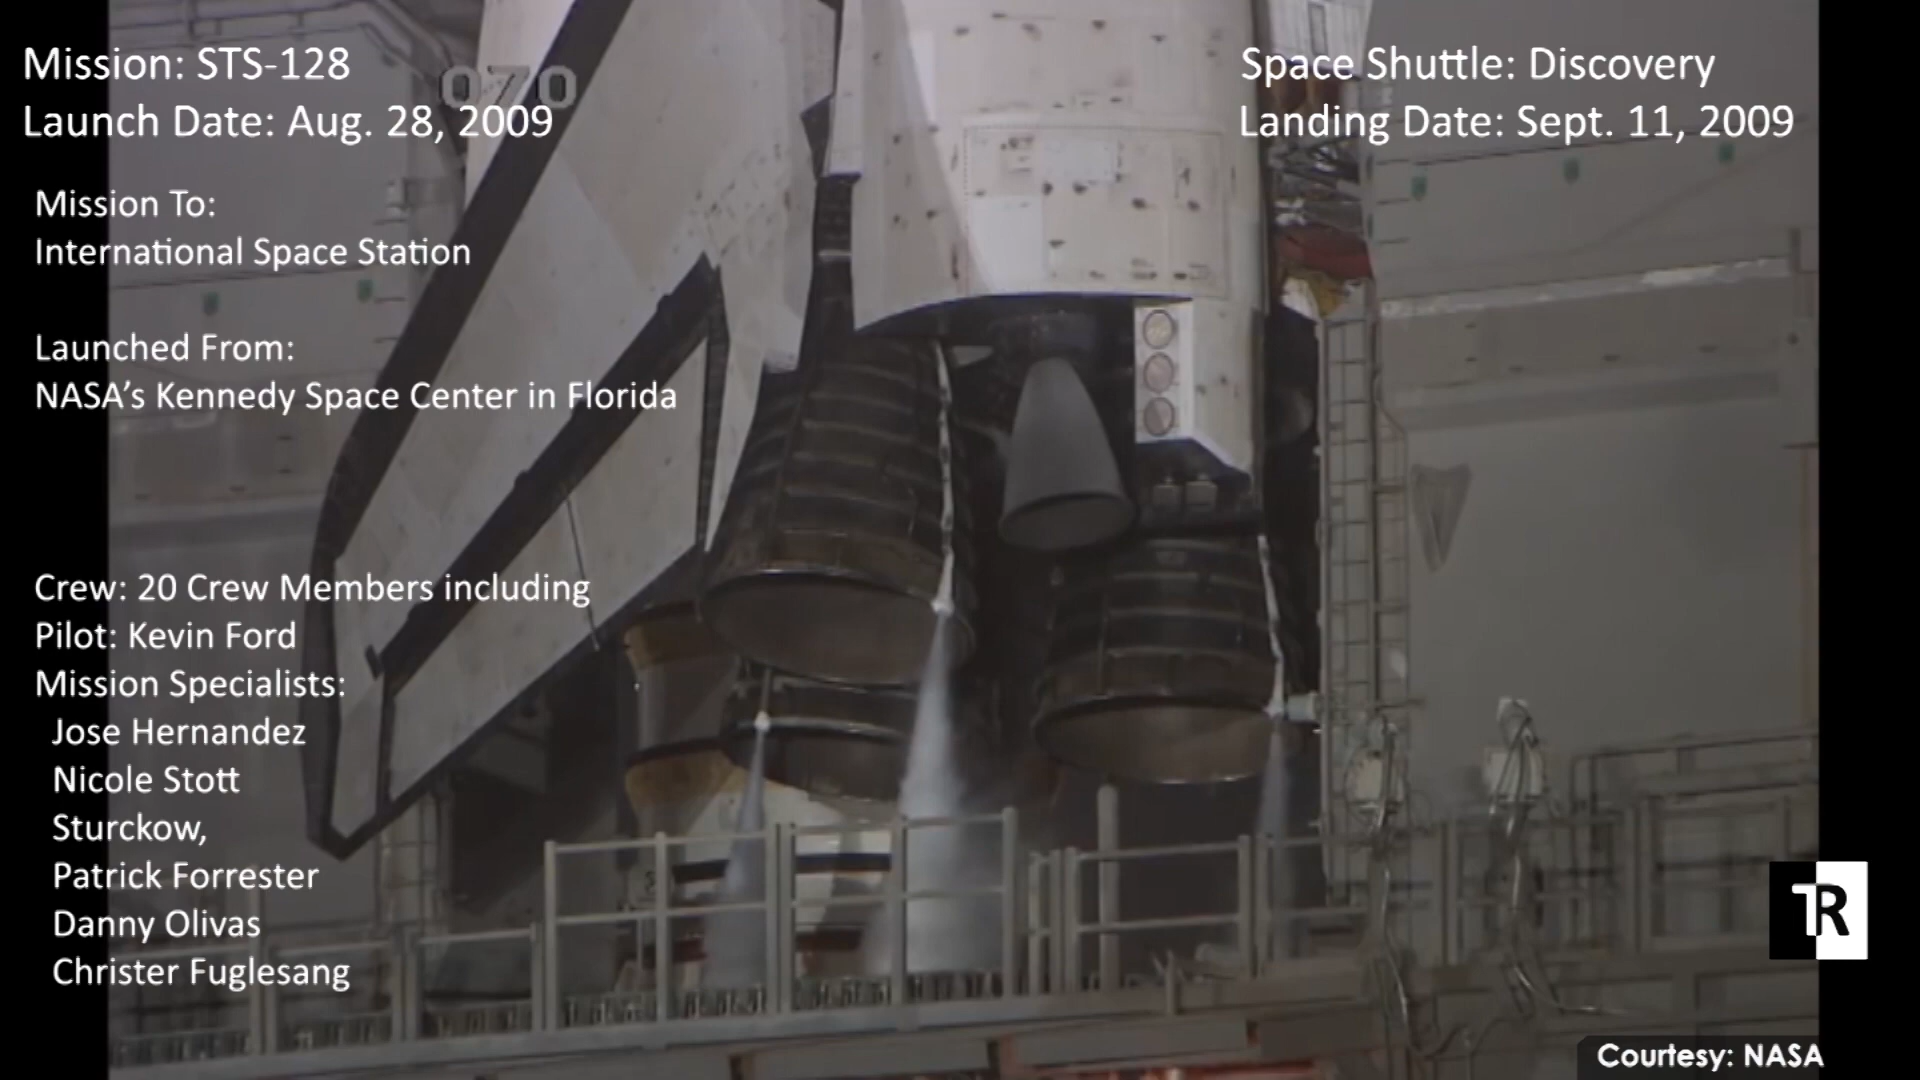 Mission: STS-128
Launch Date: Aug. 28, 2009
Space Shuttle: Discovery
Landing Date: Sept. 11, 2009
070
Mission To:
International Space Station
Launched From:
NASA’s Kennedy Space Center in Florida
Crew: 20 Crew Members including
Pilot: Kevin Ford
Mission Specialists:
Jose Hernandez
Nicole Stott
Sturckow,
Patrick Forrester
Danny Olivas
Christer Fuglesang
TR
Courtesy: NASA